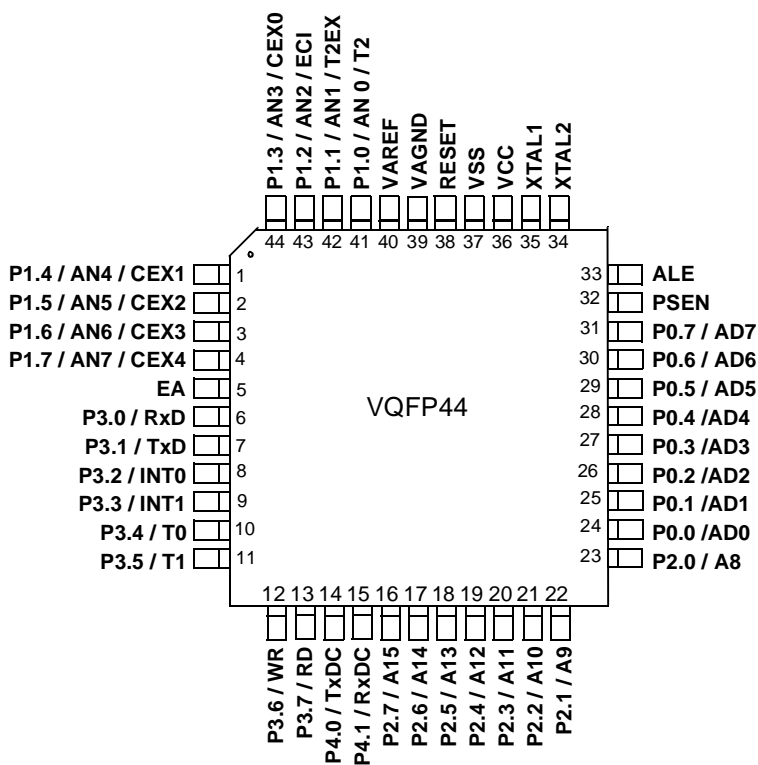 P1.3 / AN3 / CEX0
P1.2 / AN2 / ECI
P1.1 / AN1 / T2EX
P1.0 / AN 0 / T2
VAREF
VAGND
RESET
VSS
VCC
XTAL1
XTAL2
44 43 42 41 40 39 38 37 36 35 34
P1.4 / AN4 / CEX1 1
P1.5 / AN5 / CEX2 2
P1.6 / AN6 / CEX3 3
P1.7 / AN7 / CEX4 4
EA 5
P3.0 / RxD 6
P3.1 / TxD 7
P3.2 / INT0 8
P3.3 / INT1 9
P3.4 / T0 10
P3.5 / T1 11
VQFP44
33 ALE
32 PSEN
31 P0.7 / AD7
30 P0.6 / AD6
29 P0.5 / AD5
28 P0.4 /AD4
27 P0.3 /AD3
26 P0.2 /AD2
25 P0.1 /AD1
24 P0.0 /AD0
23 P2.0 / A8
12 13 14 15 16 17 18 19 20 21 22
P3.6 / WR
P3.7 / RD
P4.0 / TxDC
P4.1 / RxDC
P2.7 / A15
P2.6 / A14
P2.5 / A13
P2.4 / A12
P2.3 / A11
P2.2 / A10
P2.1 / A9